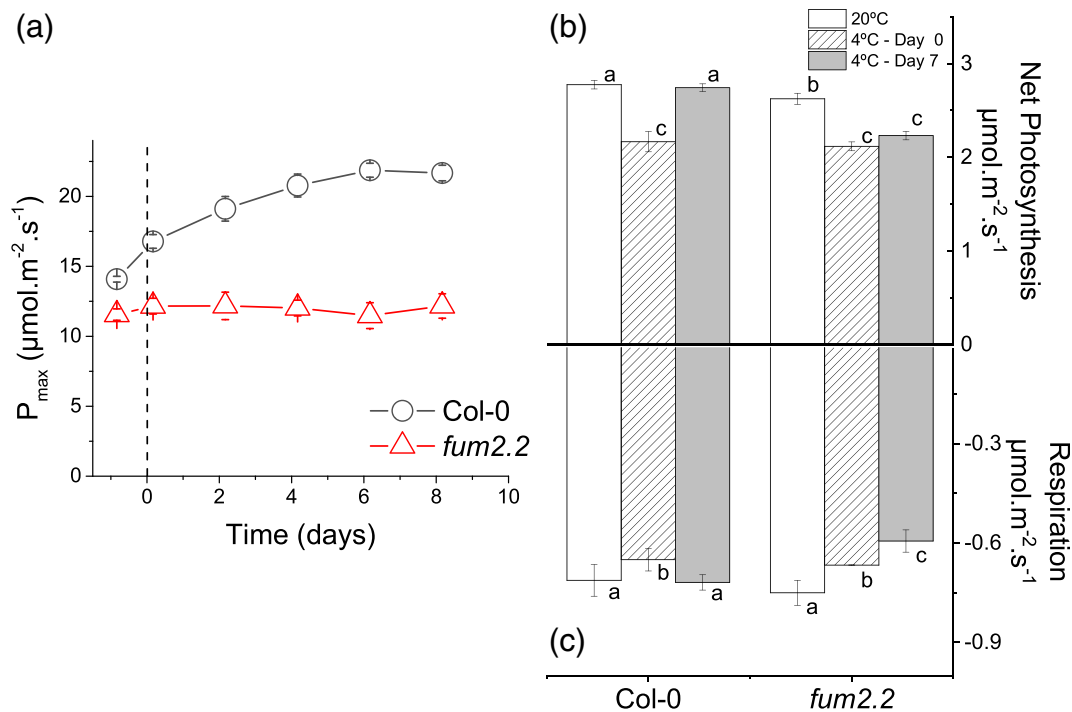 (a)
P_max (µmol.m⁻².s⁻¹)
20
15
10
5
0
0
2
4
6
8
10
Time (days)
Col-0
fum2.2
(b)
20ºC
4ºC - Day 0
4ºC - Day 7
a
c
a
b
c
c
3
2
1
0
Net Photosynthesis
µmol.m⁻².s⁻¹
a
b
a
a
b
c
-0.3
-0.6
-0.9
Respiration
µmol.m⁻².s⁻¹
(c)
Col-0
fum2.2